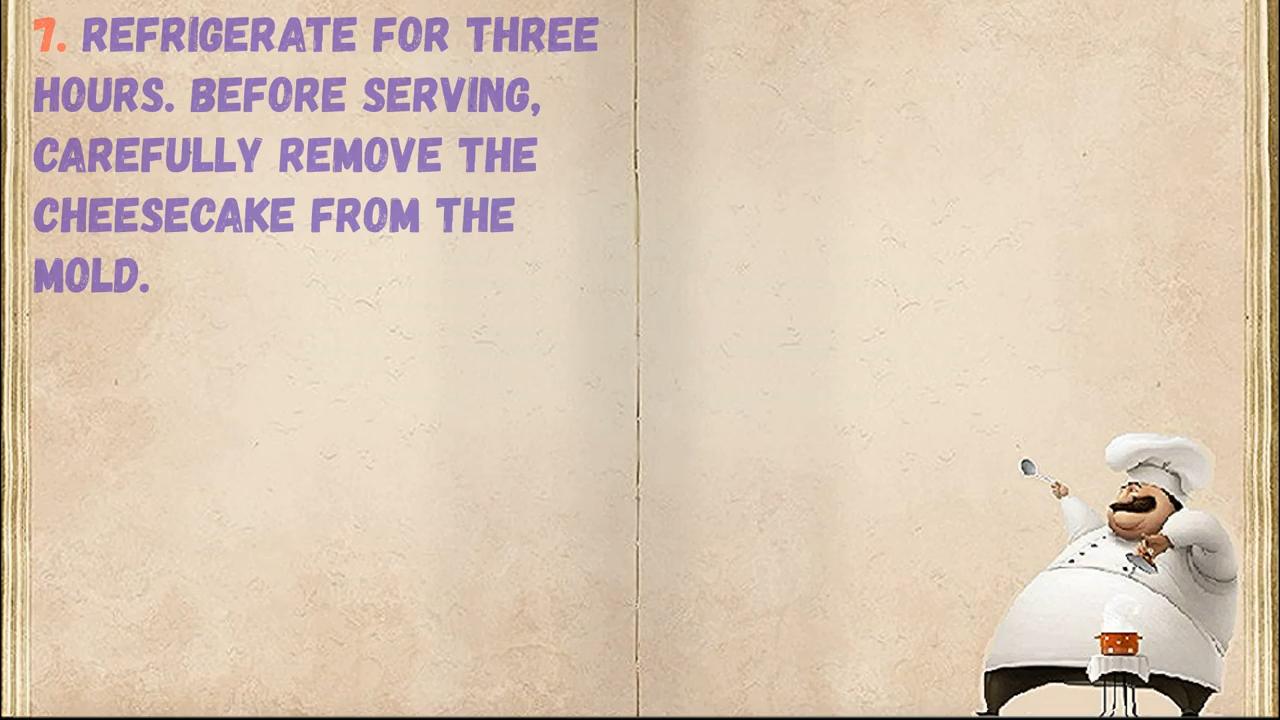 7. REFRIGERATE FOR THREE
HOURS. BEFORE SERVING,
CAREFULLY REMOVE THE
CHEESECAKE FROM THE
MOLD.